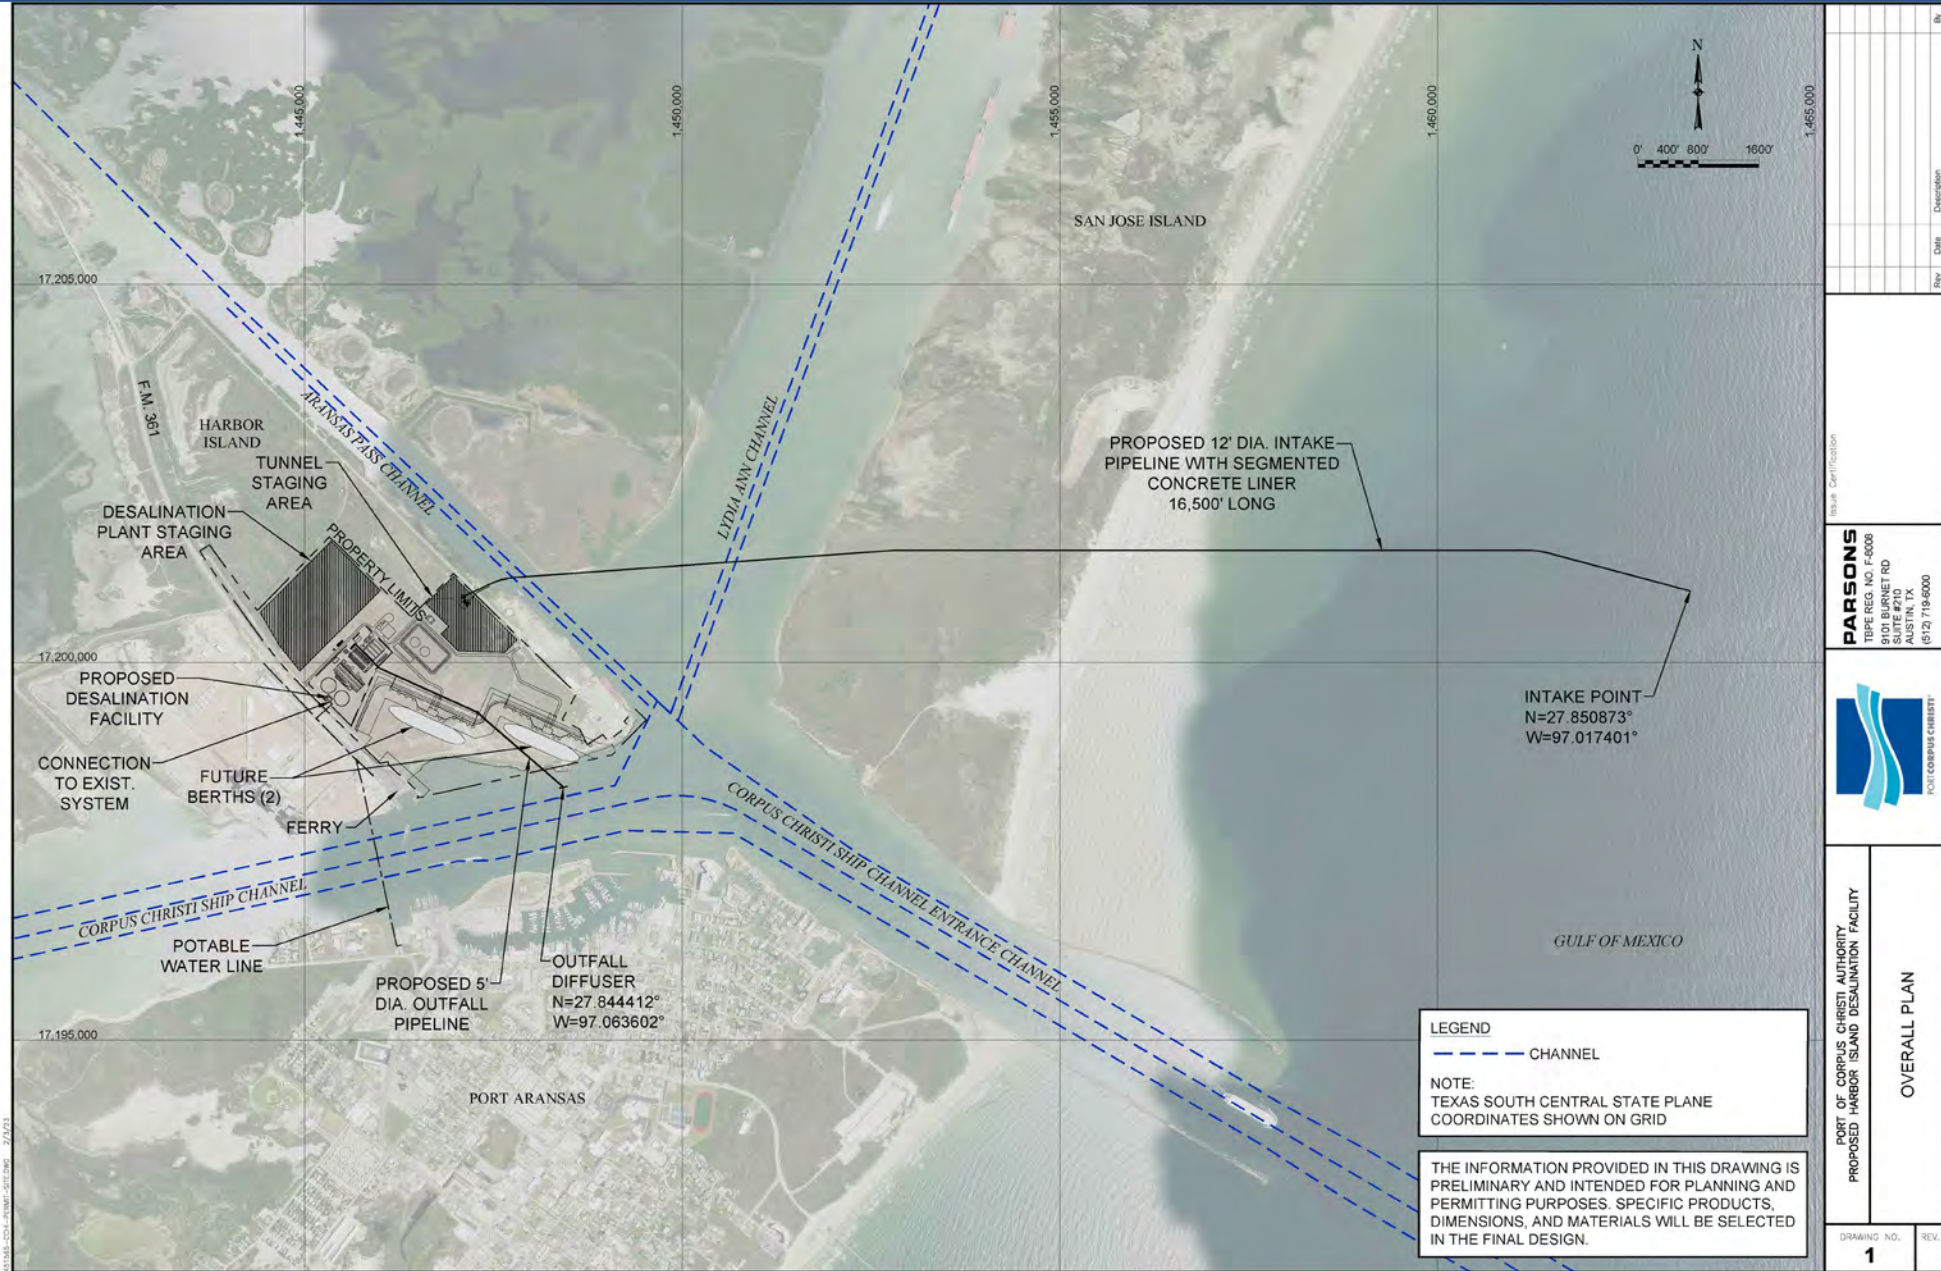 1,445,000
1,450,000
1,455,000
1,460,000
1,465,000
N
0' 400' 800' 1600'
SAN JOSE ISLAND
17,205,000
F.M. 361
HARBOR
ISLAND
ARANSAS PASS CHANNEL
LYDIA ANN CHANNEL
TUNNEL
STAGING
AREA
DESALINATION
PLANT STAGING
AREA
PROPERTY LIMITS
PROPOSED 12' DIA. INTAKE
PIPELINE WITH SEGMENTED
CONCRETE LINER
16,500' LONG
17,200,000
PROPOSED
DESALINATION
FACILITY
INTAKE POINT
N=27.850873°
W=97.017401°
CONNECTION
TO EXIST.
SYSTEM
FUTURE
BERTHS (2)
FERRY
CORPUS CHRISTI SHIP CHANNEL
CORPUS CHRISTI SHIP CHANNEL ENTRANCE CHANNEL
POTABLE
WATER LINE
PROPOSED 5'
DIA. OUTFALL
PIPELINE
OUTFALL
DIFFUSER
N=27.844412°
W=97.063602°
GULF OF MEXICO
17,195,000
PORT ARANSAS
LEGEND
CHANNEL
NOTE:
TEXAS SOUTH CENTRAL STATE PLANE
COORDINATES SHOWN ON GRID
THE INFORMATION PROVIDED IN THIS DRAWING IS
PRELIMINARY AND INTENDED FOR PLANNING AND
PERMITTING PURPOSES. SPECIFIC PRODUCTS,
DIMENSIONS, AND MATERIALS WILL BE SELECTED
IN THE FINAL DESIGN.
Rev Date Description By
Issue Certification
PARSONS
TBPE REG. NO. F-8008
9101 BURNET RD
SUITE #210
AUSTIN, TX
(512) 719-6000
PORT CORPUS CHRISTI
PORT OF CORPUS CHRISTI AUTHORITY
PROPOSED HARBOR ISLAND DESALINATION FACILITY
OVERALL PLAN
DRAWING NO.
1
REV.